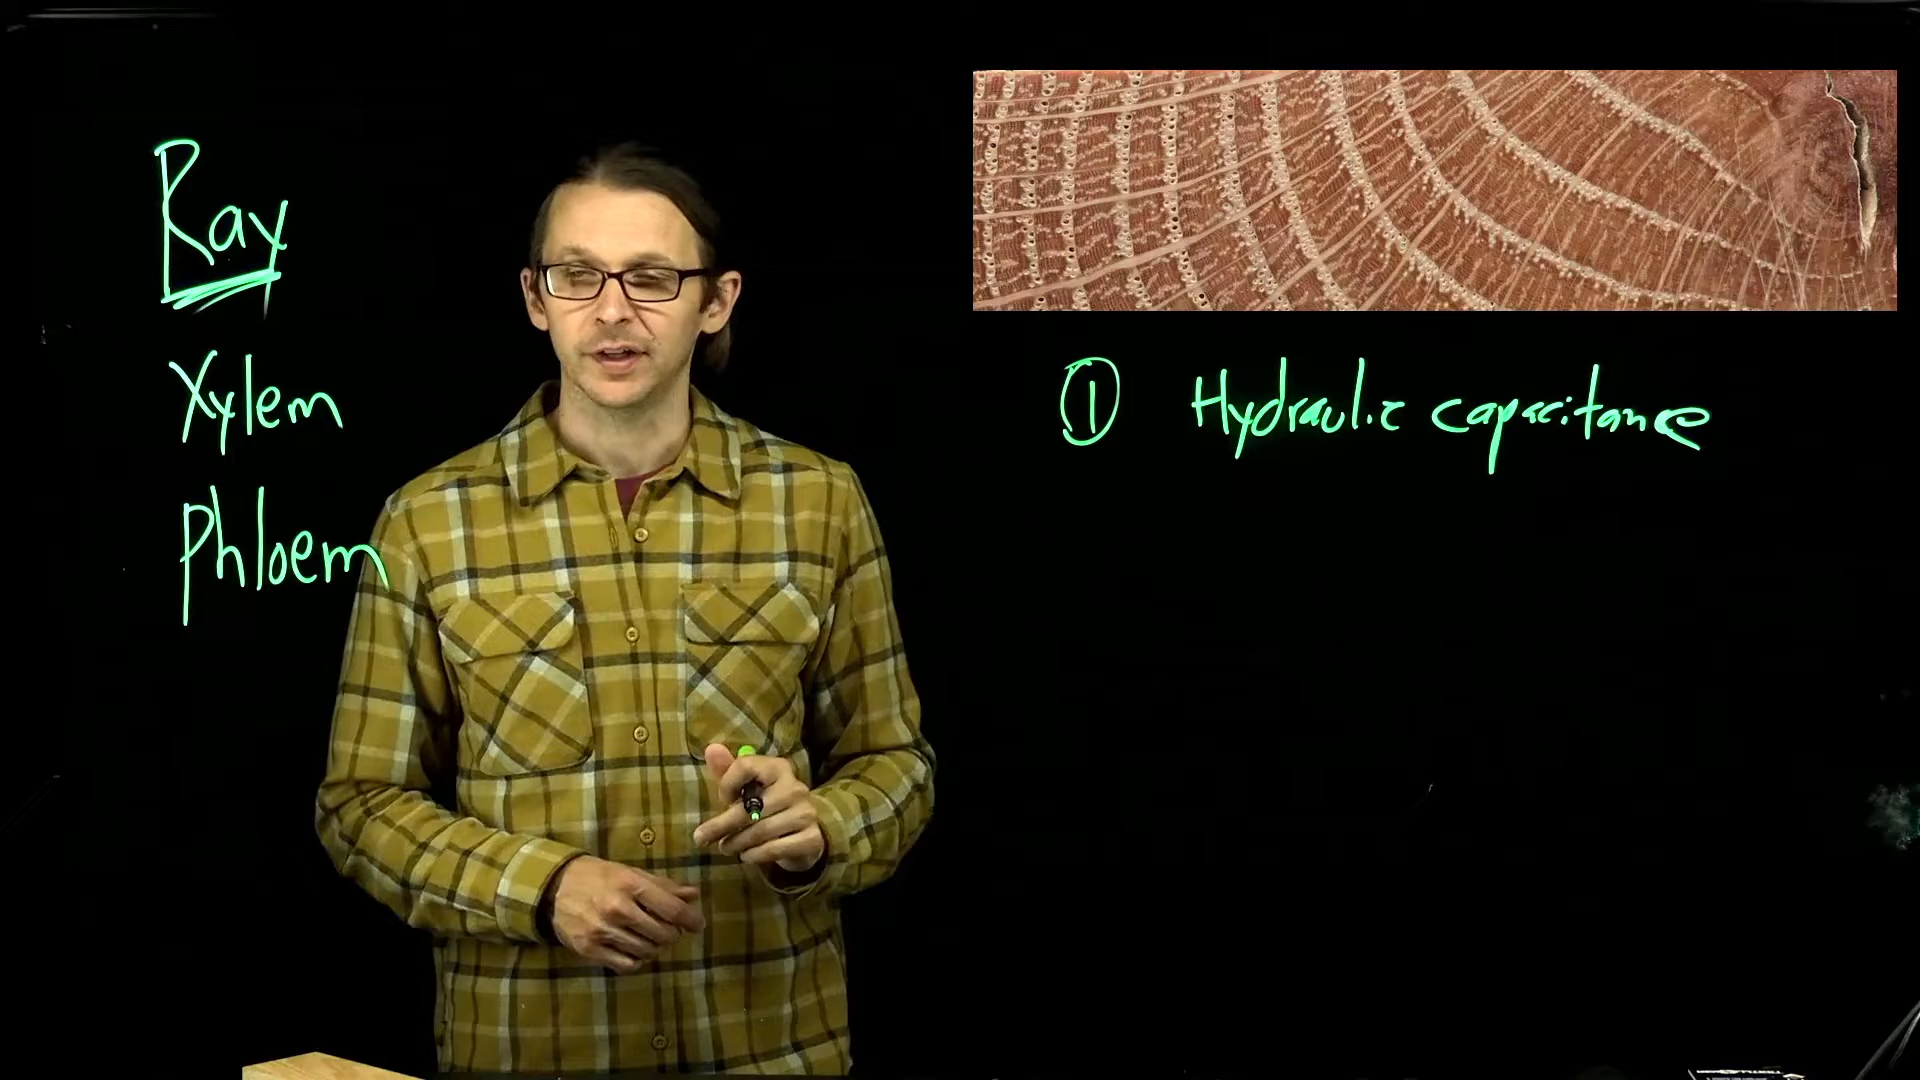 Ray
Xylem
Phloem
① Hydraulic capacitance